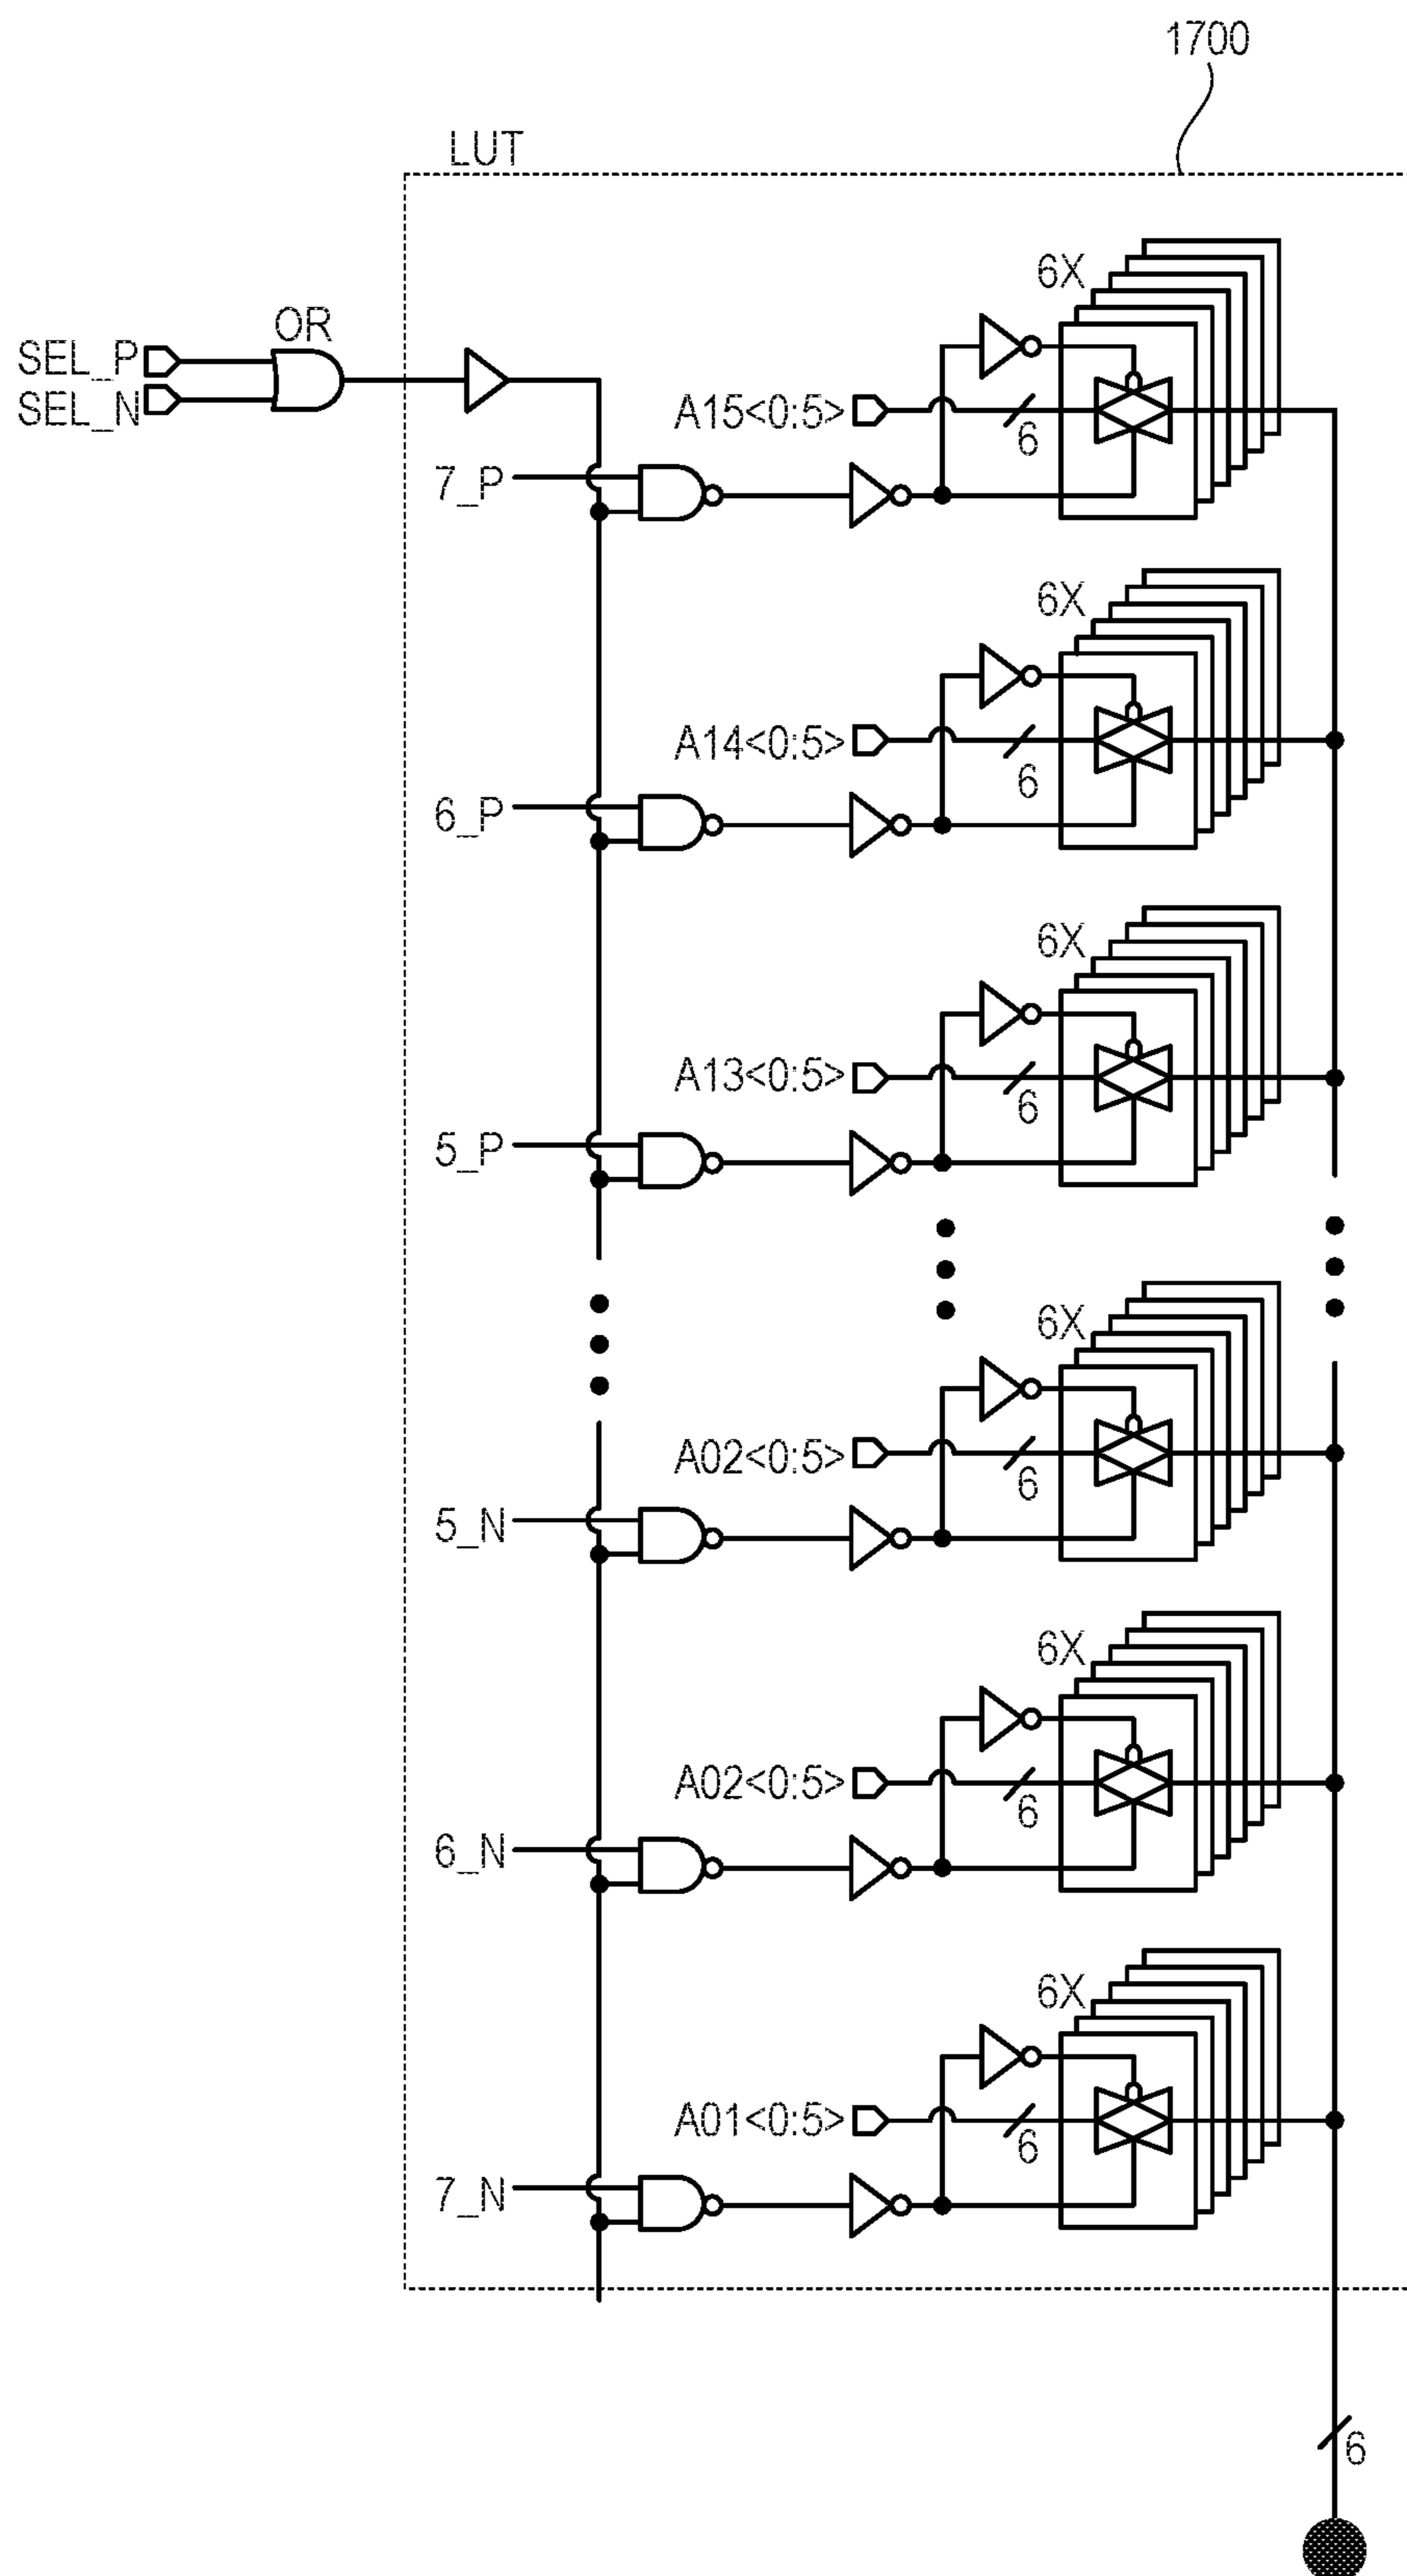 1700
LUT
6X
OR
SEL_P
SEL_N
A15<0:5>
6
7_P
6X
A14<0:5>
6
6_P
6X
A13<0:5>
6
5_P
6X
A02<0:5>
6
5_N
6X
A02<0:5>
6
6_N
6X
A01<0:5>
6
7_N
6